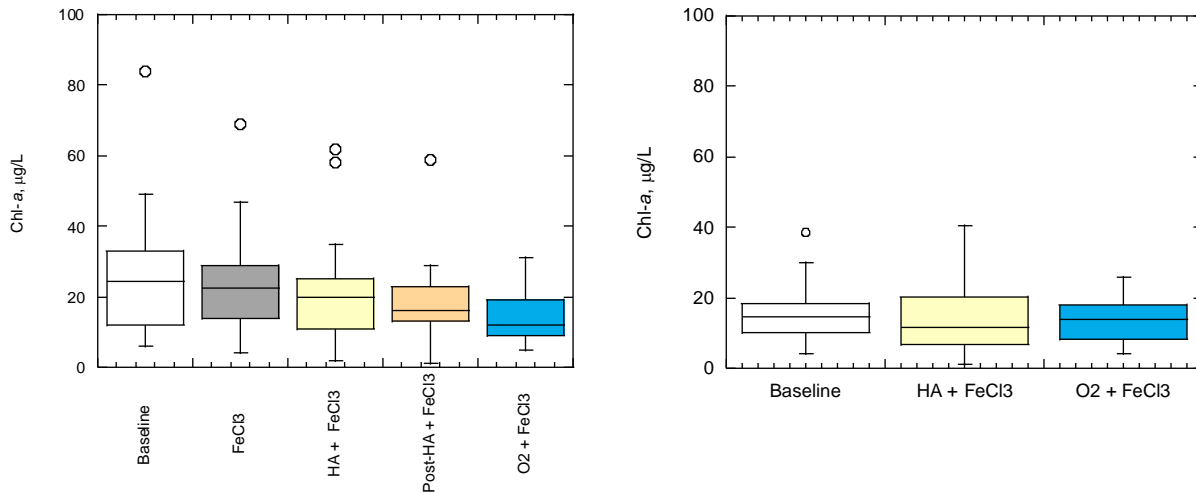 100
80
60
40
20
0
Chl-a, µg/L
Baseline
FeCl3
HA + FeCl3
Post-HA + FeCl3
O2 + FeCl3
100
80
60
40
20
0
Chl-a, µg/L
Baseline
HA + FeCl3
O2 + FeCl3